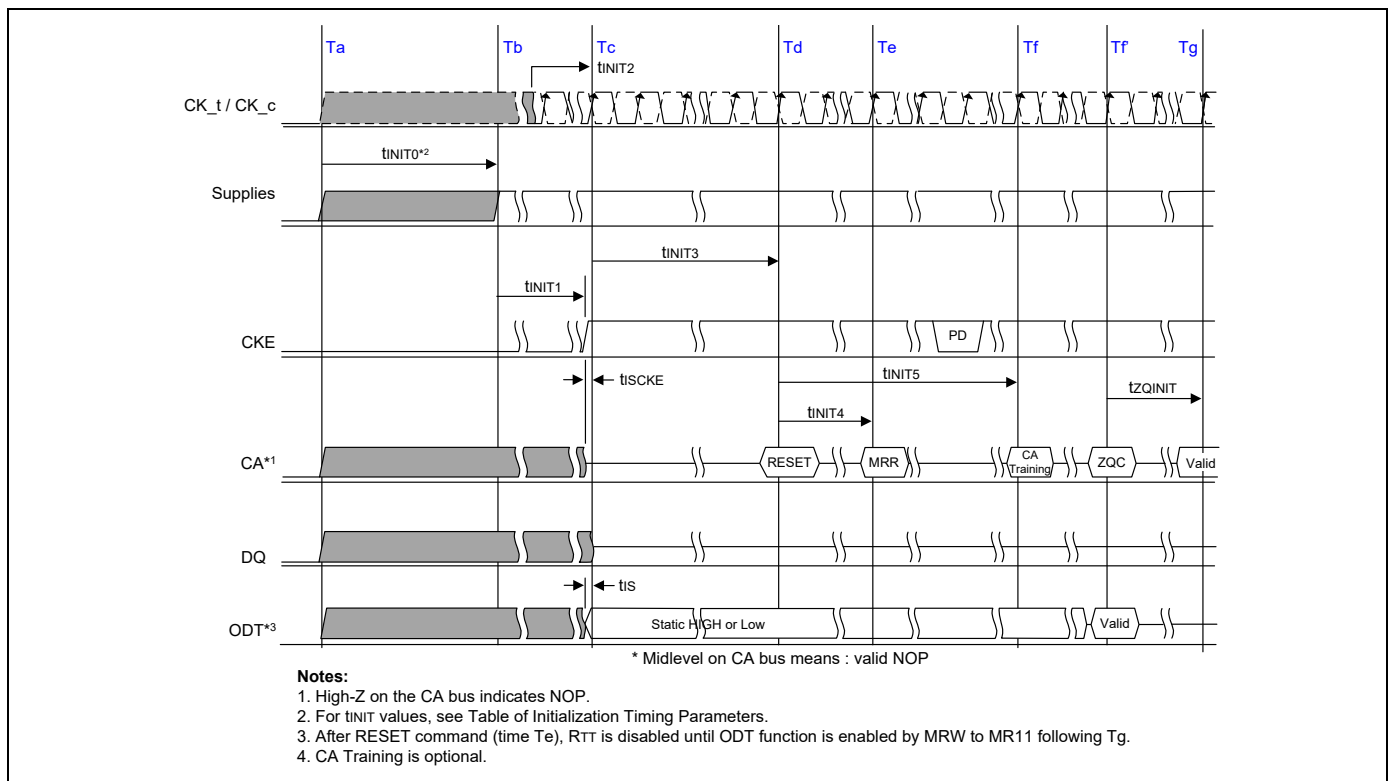 Ta Tb Tc Td Te Tf Tf' Tg
tINIT2
CK_t / CK_c
tINIT0*2
Supplies
tINIT3
tINIT1
CKE
PD
tISCKE
tINIT5
tZQINIT
tINIT4
CA*1
RESET
MRR
CA
Training
ZQC
Valid
DQ
tIS
ODT*3
Static HIGH or Low
Valid
* Midlevel on CA bus means : valid NOP
Notes:
1. High-Z on the CA bus indicates NOP.
2. For tINIT values, see Table of Initialization Timing Parameters.
3. After RESET command (time Te), RTT is disabled until ODT function is enabled by MRW to MR11 following Tg.
4. CA Training is optional.